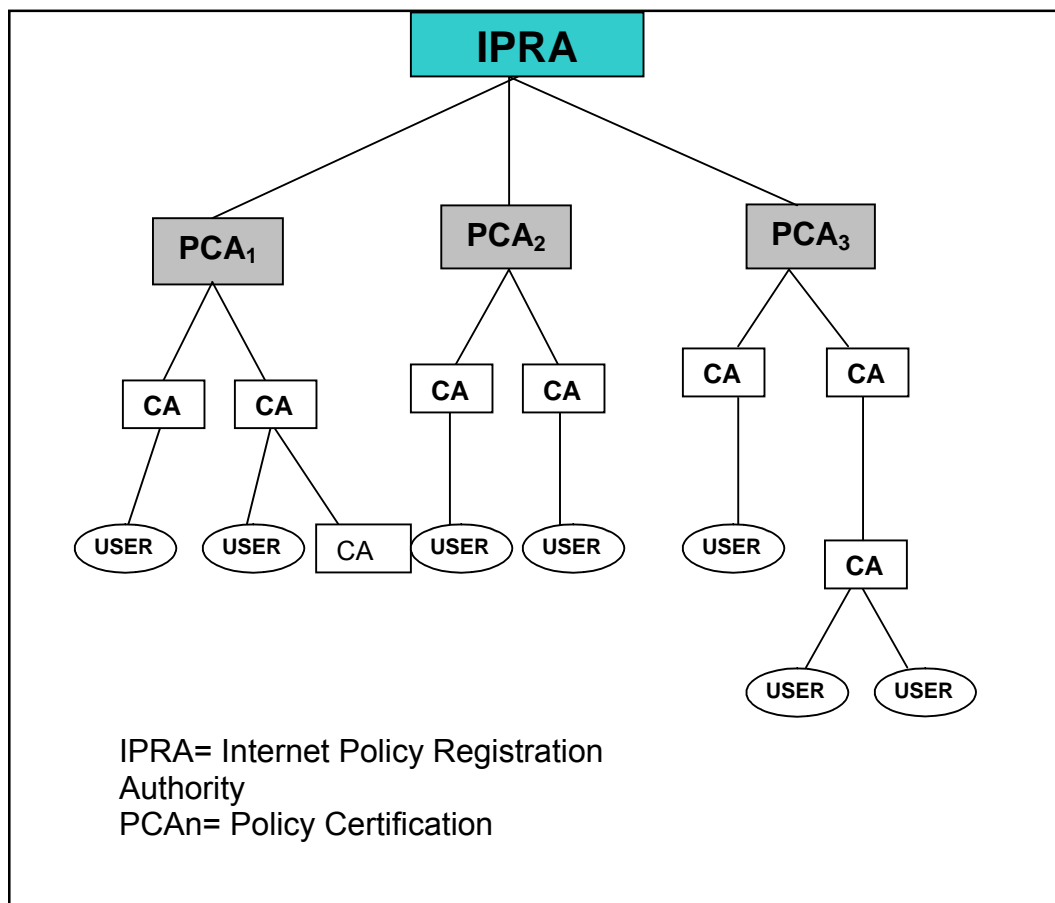 IPRA
PCA₁
PCA₂
PCA₃
CA
CA
CA
CA
CA
CA
USER
USER
CA
USER
USER
USER
CA
USER
USER
IPRA= Internet Policy Registration
Authority
PCAn= Policy Certification